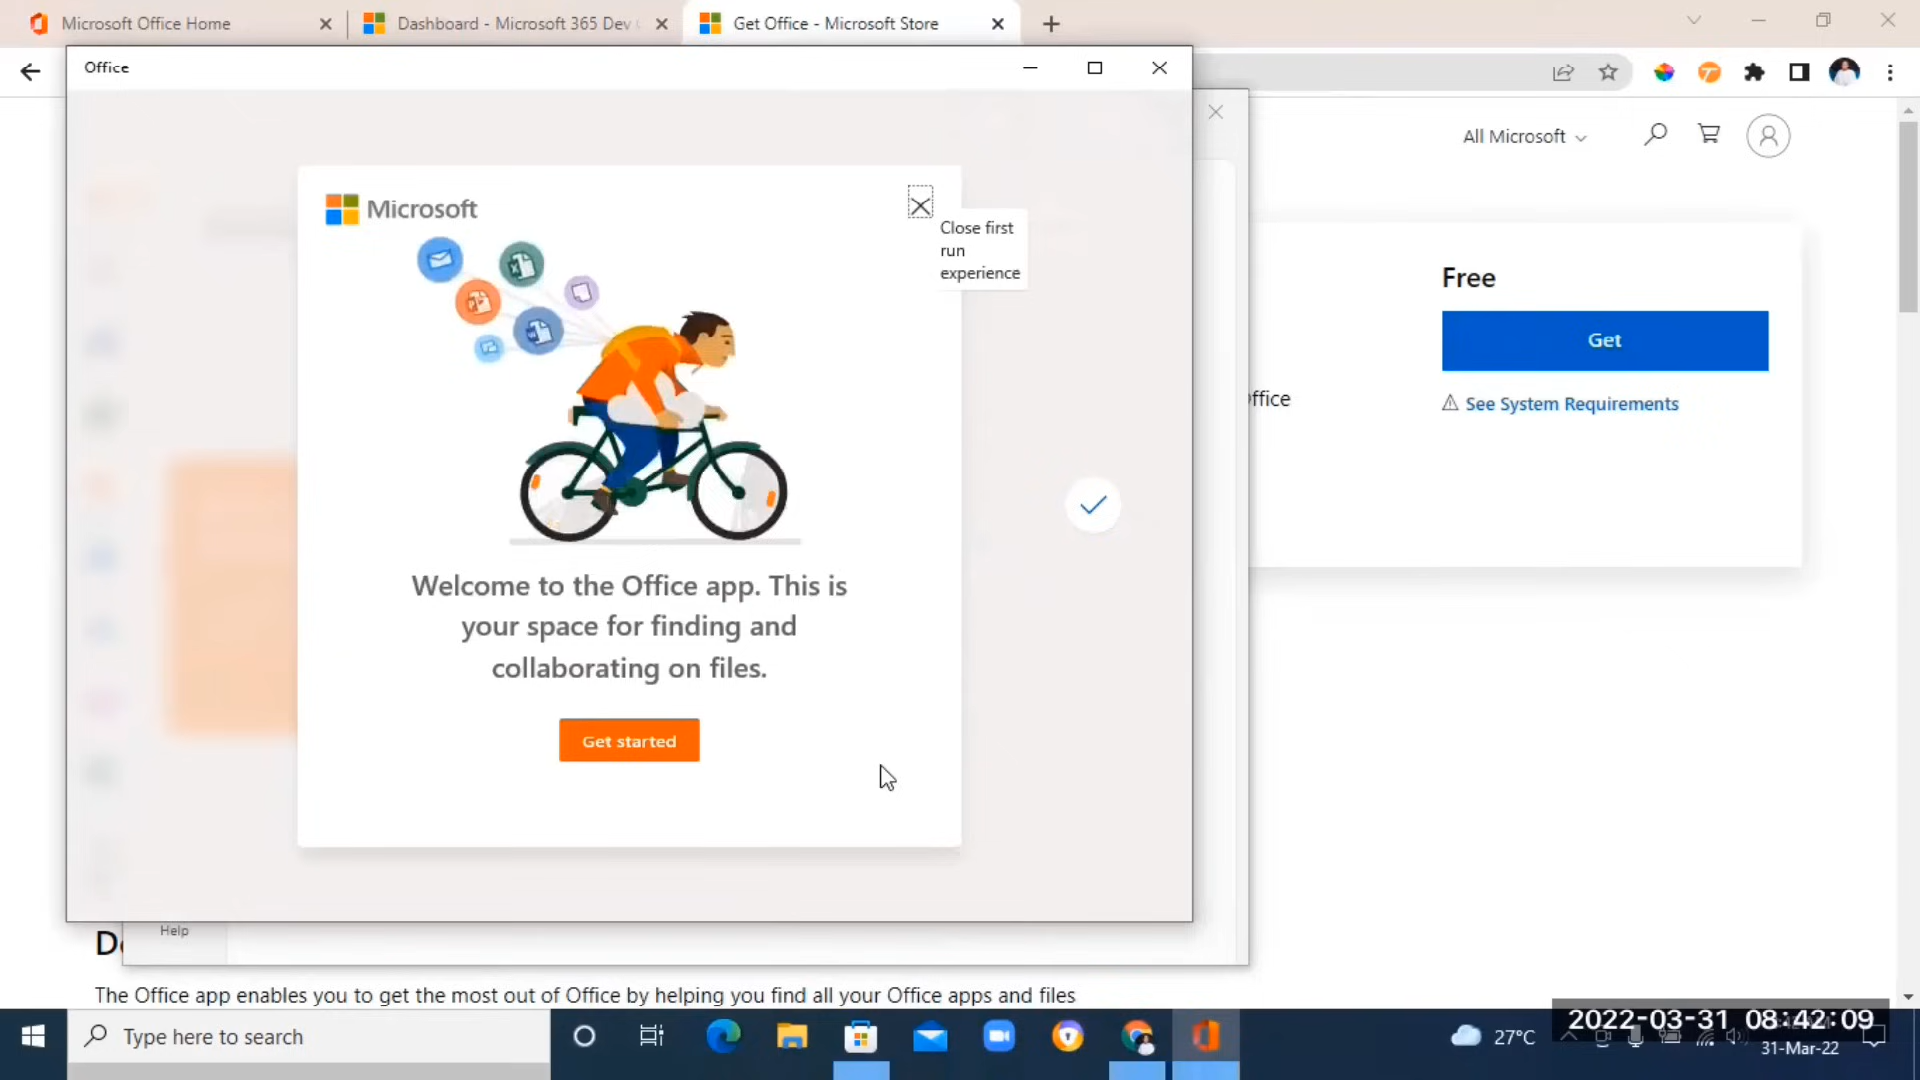 Microsoft Office Home
Dashboard - Microsoft 365 Dev
Get Office - Microsoft Store
Office
All Microsoft
Microsoft
Close first
run
experience
Free
Get
ffice
See System Requirements
Welcome to the Office app. This is
your space for finding and
collaborating on files.
Get started
Help
D
The Office app enables you to get the most out of Office by helping you find all your Office apps and files
Type here to search
27°C
2022-03-31 08:42:09
31-Mar-22